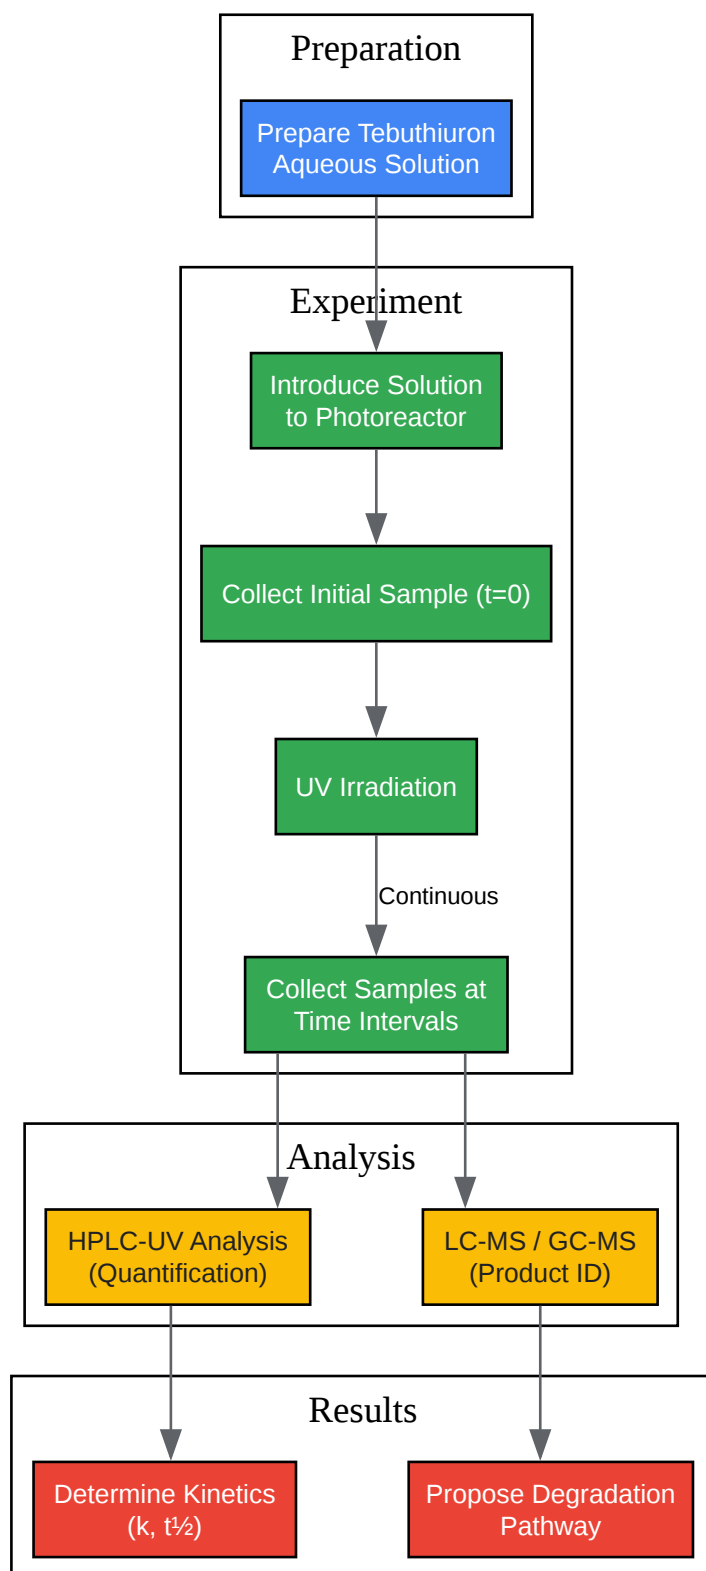 Preparation
Prepare Tebuthiuron
Aqueous Solution
Experiment
Introduce Solution
to Photoreactor
Collect Initial Sample (t=0)
UV Irradiation
Continuous
Collect Samples at
Time Intervals
Analysis
HPLC-UV Analysis
(Quantification)
LC-MS / GC-MS
(Product ID)
Results
Determine Kinetics
(k, t½)
Propose Degradation
Pathway